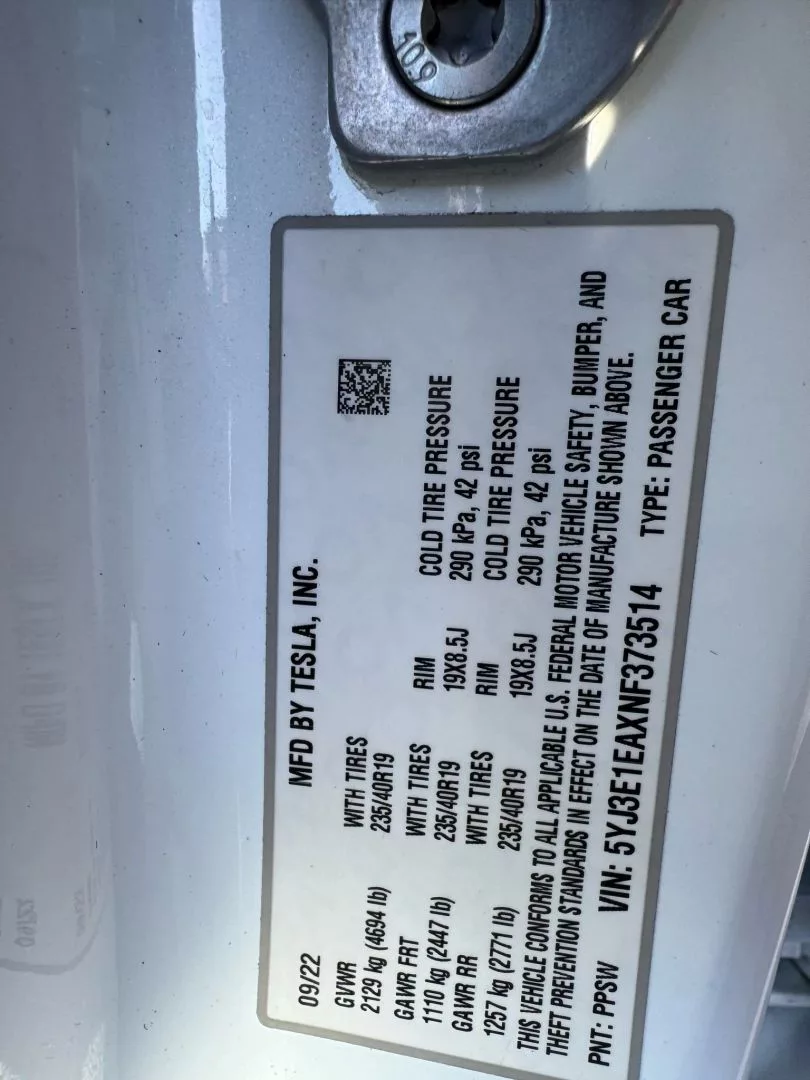 10.9
09/22
MFD BY TESLA, INC.
GVWR
2129 kg (4694 lb)
WITH TIRES
235/40R19
GAWR FRT
1110 kg (2447 lb)
WITH TIRES
235/40R19
RIM
19X8.5J
COLD TIRE PRESSURE
290 kPa, 42 psi
GAWR RR
1257 kg (2771 lb)
WITH TIRES
235/40R19
RIM
19X8.5J
COLD TIRE PRESSURE
290 kPa, 42 psi
THIS VEHICLE CONFORMS TO ALL APPLICABLE U.S. FEDERAL MOTOR VEHICLE SAFETY, BUMPER, AND
THEFT PREVENTION STANDARDS IN EFFECT ON THE DATE OF MANUFACTURE SHOWN ABOVE.
PNT: PPSW VIN: 5YJ3E1EAXNF373514 TYPE: PASSENGER CAR